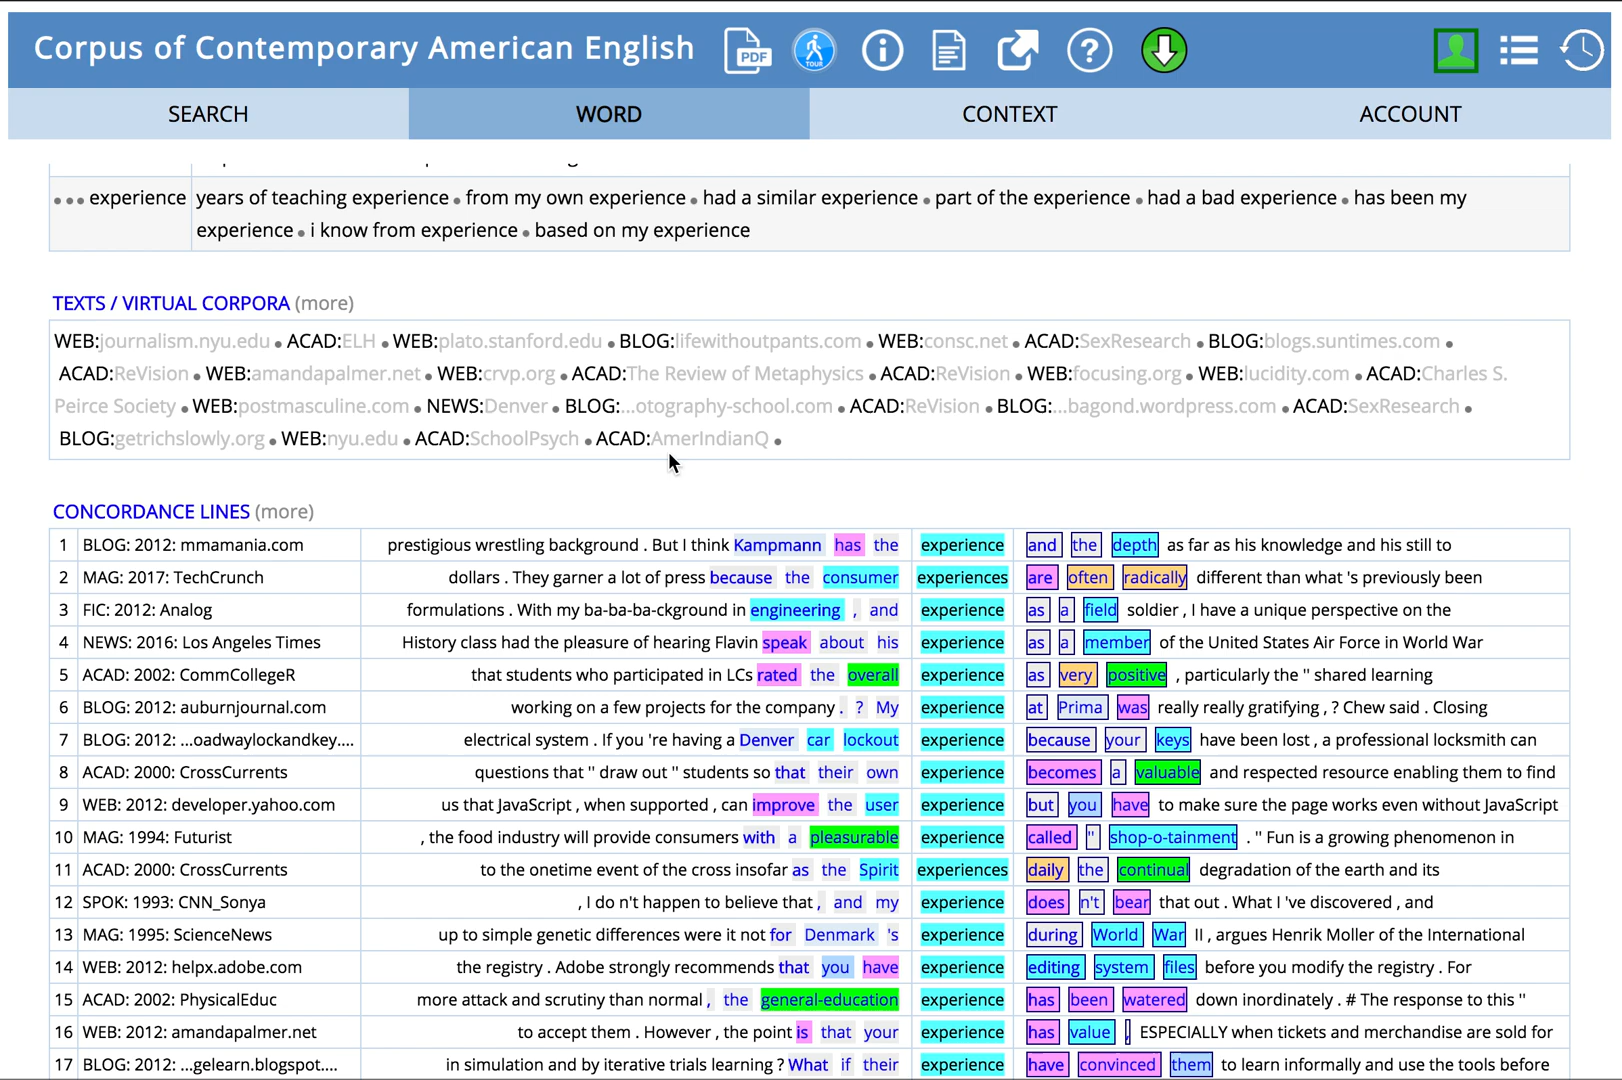 Corpus of Contemporary American English PDF TOUR
SEARCH WORD CONTEXT ACCOUNT
••• experience years of teaching experience • from my own experience • had a similar experience • part of the experience • had a bad experience • has been my
experience • i know from experience • based on my experience
TEXTS / VIRTUAL CORPORA (more)
WEB:journalism.nyu.edu • ACAD:ELH • WEB:plato.stanford.edu • BLOG:lifewithoutpants.com • WEB:consc.net • ACAD:SexResearch • BLOG:blogs.suntimes.com •
ACAD:ReVision • WEB:amandapalmer.net • WEB:crvp.org • ACAD:The Review of Metaphysics • ACAD:ReVision • WEB:focusing.org • WEB:lucidity.com • ACAD:Charles S.
Peirce Society • WEB:postmasculine.com • NEWS:Denver • BLOG:...otography-school.com • ACAD:ReVision • BLOG:...bagond.wordpress.com • ACAD:SexResearch •
BLOG:getrichslowly.org • WEB:nyu.edu • ACAD:SchoolPsych • ACAD:AmerIndianQ •
CONCORDANCE LINES (more)
1 BLOG: 2012: mmamania.com prestigious wrestling background . But I think Kampmann has the experience and the depth as far as his knowledge and his still to
2 MAG: 2017: TechCrunch dollars . They garner a lot of press because the consumer experiences are often radically different than what 's previously been
3 FIC: 2012: Analog formulations . With my ba-ba-ba-ckground in engineering , and experience as a field soldier , I have a unique perspective on the
4 NEWS: 2016: Los Angeles Times History class had the pleasure of hearing Flavin speak about his experience as a member of the United States Air Force in World War
5 ACAD: 2002: CommCollegeR that students who participated in LCs rated the overall experience as very positive , particularly the " shared learning
6 BLOG: 2012: auburnjournal.com working on a few projects for the company . ? My experience at Prima was really really gratifying , ? Chew said . Closing
7 BLOG: 2012: ...oadwaylockandkey.... electrical system . If you 're having a Denver car lockout experience because your keys have been lost , a professional locksmith can
8 ACAD: 2000: CrossCurrents questions that " draw out " students so that their own experience becomes a valuable and respected resource enabling them to find
9 WEB: 2012: developer.yahoo.com us that JavaScript , when supported , can improve the user experience but you have to make sure the page works even without JavaScript
10 MAG: 1994: Futurist , the food industry will provide consumers with a pleasurable experience called " shop-o-tainment . " Fun is a growing phenomenon in
11 ACAD: 2000: CrossCurrents to the onetime event of the cross insofar as the Spirit experiences daily the continual degradation of the earth and its
12 SPOK: 1993: CNN_Sonya , I do n't happen to believe that , and my experience does n't bear that out . What I 've discovered , and
13 MAG: 1995: ScienceNews up to simple genetic differences were it not for Denmark 's experience during World War II , argues Henrik Moller of the International
14 WEB: 2012: helpx.adobe.com the registry . Adobe strongly recommends that you have experience editing system files before you modify the registry . For
15 ACAD: 2002: PhysicalEduc more attack and scrutiny than normal , the general-education experience has been watered down inordinately . # The response to this "
16 WEB: 2012: amandapalmer.net to accept them . However , the point is that your experience has value , ESPECIALLY when tickets and merchandise are sold for
17 BLOG: 2012: ...gelearn.blogspot.... in simulation and by iterative trials learning ? What if their experience have convinced them to learn informally and use the tools before